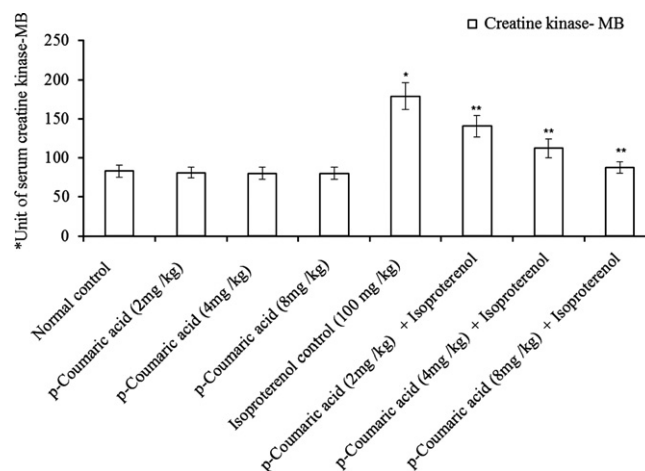 Creatine kinase- MB
*Unit of serum creatine kinase-MB
250
200
150
100
50
0
*
**
**
**
Normal control
p-Coumaric acid (2mg /kg)
p-Coumaric acid (4mg /kg)
p-Coumaric acid (8mg /kg)
Isoproterenol control (100 mg /kg)
p-Coumaric acid (2mg /kg) + Isoproterenol
p-Coumaric acid (4mg /kg) + Isoproterenol
p-Coumaric acid (8mg /kg) + Isoproterenol